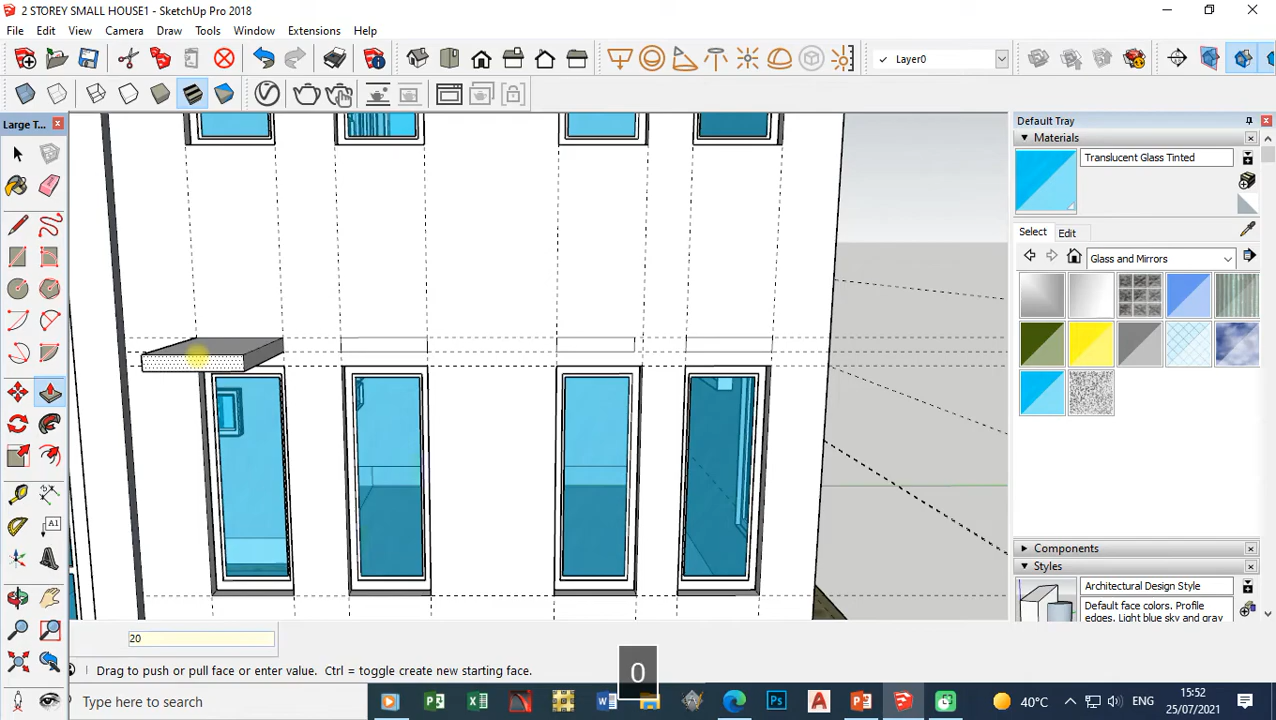 2 STOREY SMALL HOUSE1 - SketchUp Pro 2018
File Edit View Camera Draw Tools Window Extensions Help
Layer0
Large T...
A1
20
Drag to push or pull face or enter value. Ctrl = toggle create new starting face.
0
Default Tray
Materials
Translucent Glass Tinted
Select Edit
Glass and Mirrors
Components
Styles
Architectural Design Style
Default face colors. Profile
edges. Light blue sky and gray
Type here to search
40°C
ENG
15:52
25/07/2021